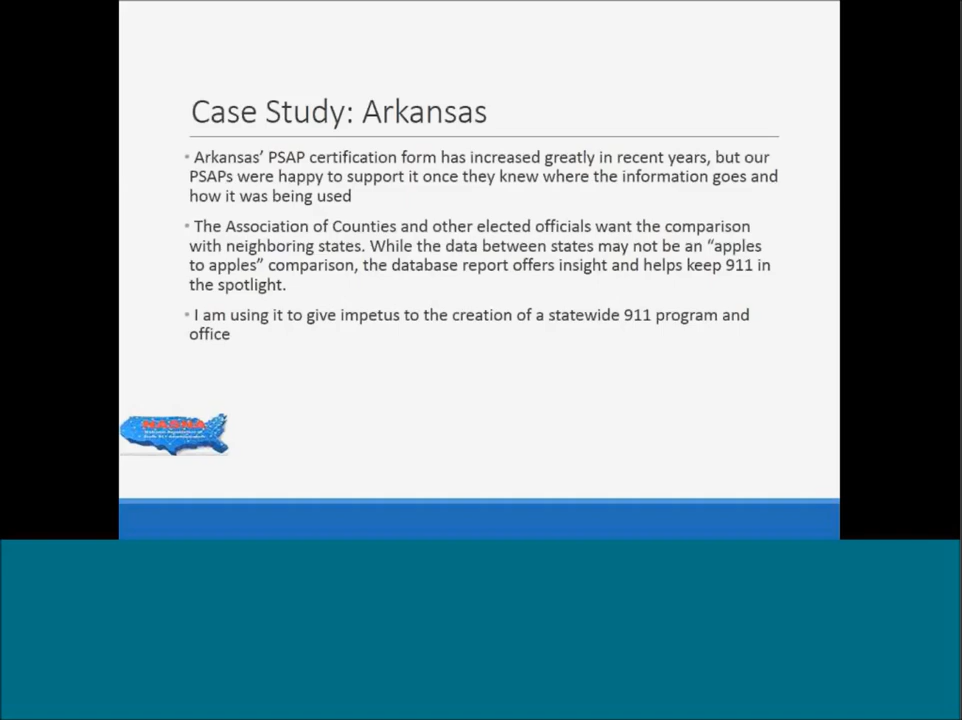 Case Study: Arkansas
• Arkansas’ PSAP certification form has increased greatly in recent years, but our
PSAPs were happy to support it once they knew where the information goes and
how it was being used
• The Association of Counties and other elected officials want the comparison
with neighboring states. While the data between states may not be an “apples
to apples” comparison, the database report offers insight and helps keep 911 in
the spotlight.
• I am using it to give impetus to the creation of a statewide 911 program and
office
NASNA